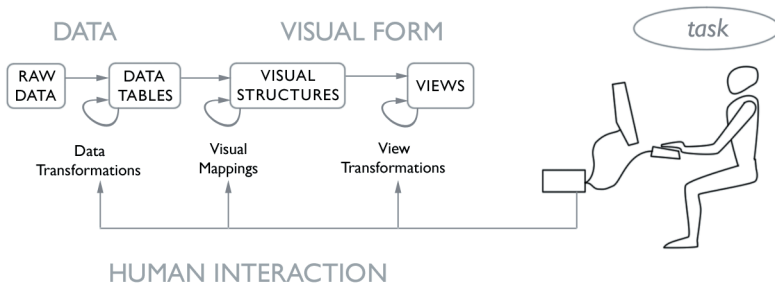 DATA
VISUAL FORM
task
RAW
DATA
DATA
TABLES
VISUAL
STRUCTURES
VIEWS
Data
Transformations
Visual
Mappings
View
Transformations
HUMAN INTERACTION